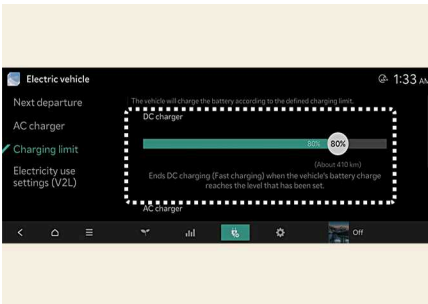 Electric vehicle
1:33 AM
Next departure
The vehicle will charge the battery according to the defined charging limit.
DC charger
AC charger
Charging limit
80% 80%
(About 410 km)
Electricity use
settings (V2L)
Ends DC charging (Fast charging) when the vehicle's battery charge
reaches the level that has been set.
AC charger
Off